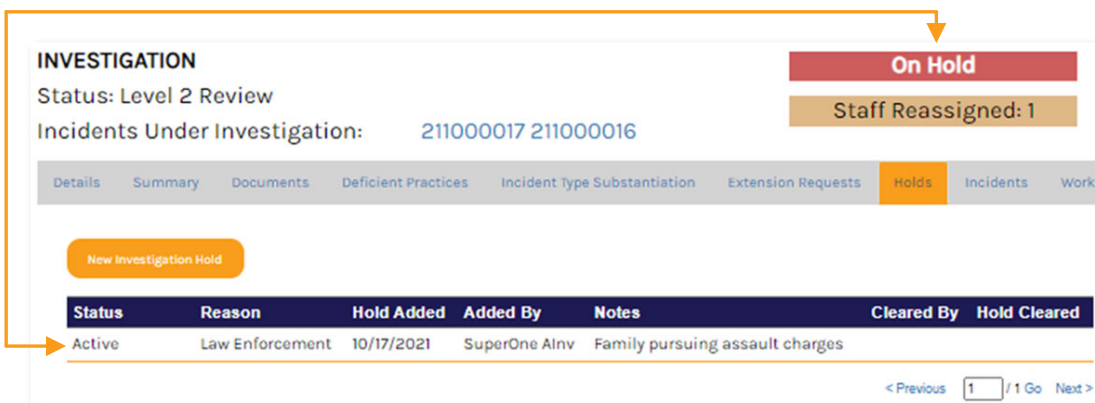 INVESTIGATION
On Hold
Status: Level 2 Review
Staff Reassigned: 1
Incidents Under Investigation: 211000017 211000016
Details Summary Documents Deficient Practices Incident Type Substantiation Extension Requests Holds Incidents Work
New Investigation Hold
Status Reason Hold Added Added By Notes Cleared By Hold Cleared
Active Law Enforcement 10/17/2021 SuperOne AInv Family pursuing assault charges
< Previous 1 / 1 Go Next >